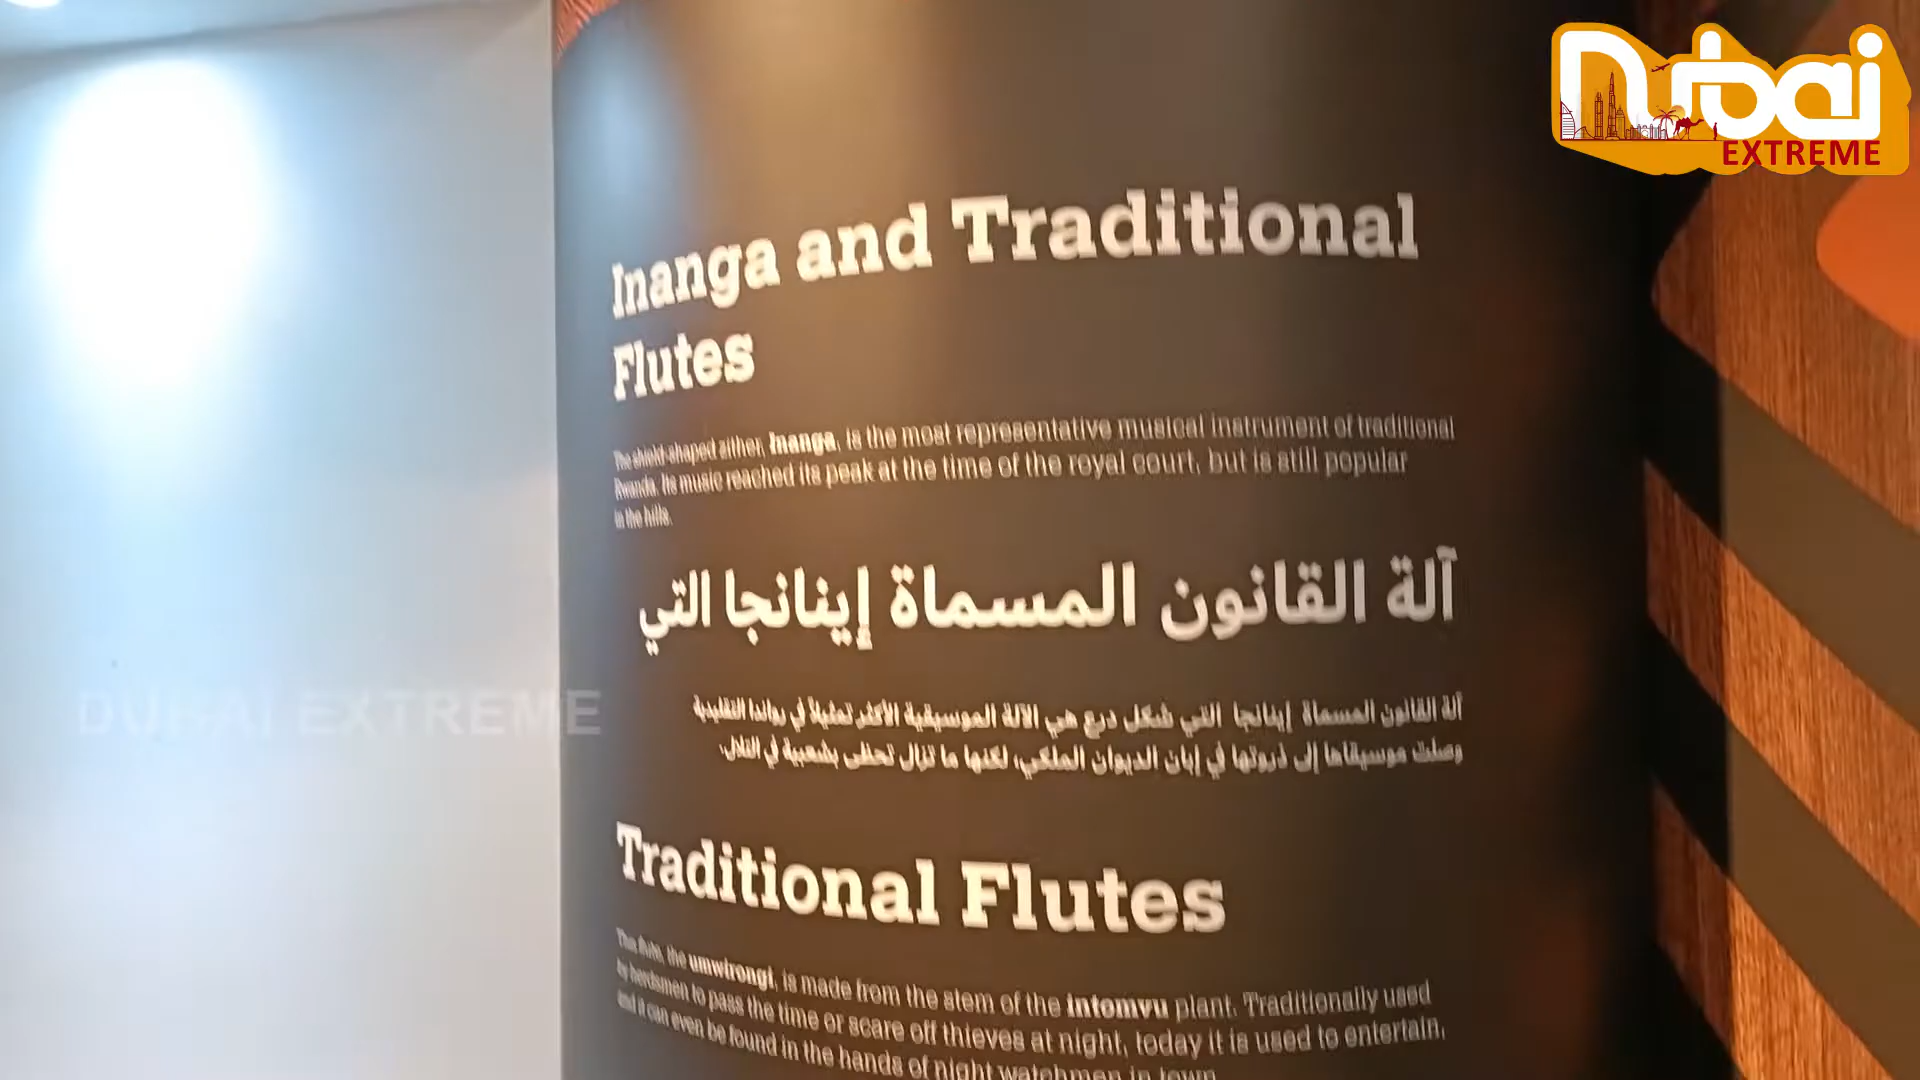 Dubai
EXTREME
Inanga and Traditional
Flutes
The shield-shaped zither, Inanga, is the most representative musical instrument of traditional
Rwanda. Its music reached its peak at the time of the royal court, but is still popular
in the hills.
آلة القانون المسماة إينانجا التي
آلة القانون المسماة إينانجا التي شكل درع هي الآلة الموسيقية الأكثر تمثيلاً في رواندا التقليدية
وصلت موسيقاها إلى ذروتها في إبان الديوان الملكي، لكنها ما تزال تحظى بشعبية في التلال.
DUBAI EXTREME
Traditional Flutes
This flute, the umwirongi, is made from the stem of the intomvu plant. Traditionally used
by herdsmen to pass the time or scare off thieves at night, today it is used to entertain,
and it can even be found in the hands of night watchmen in town